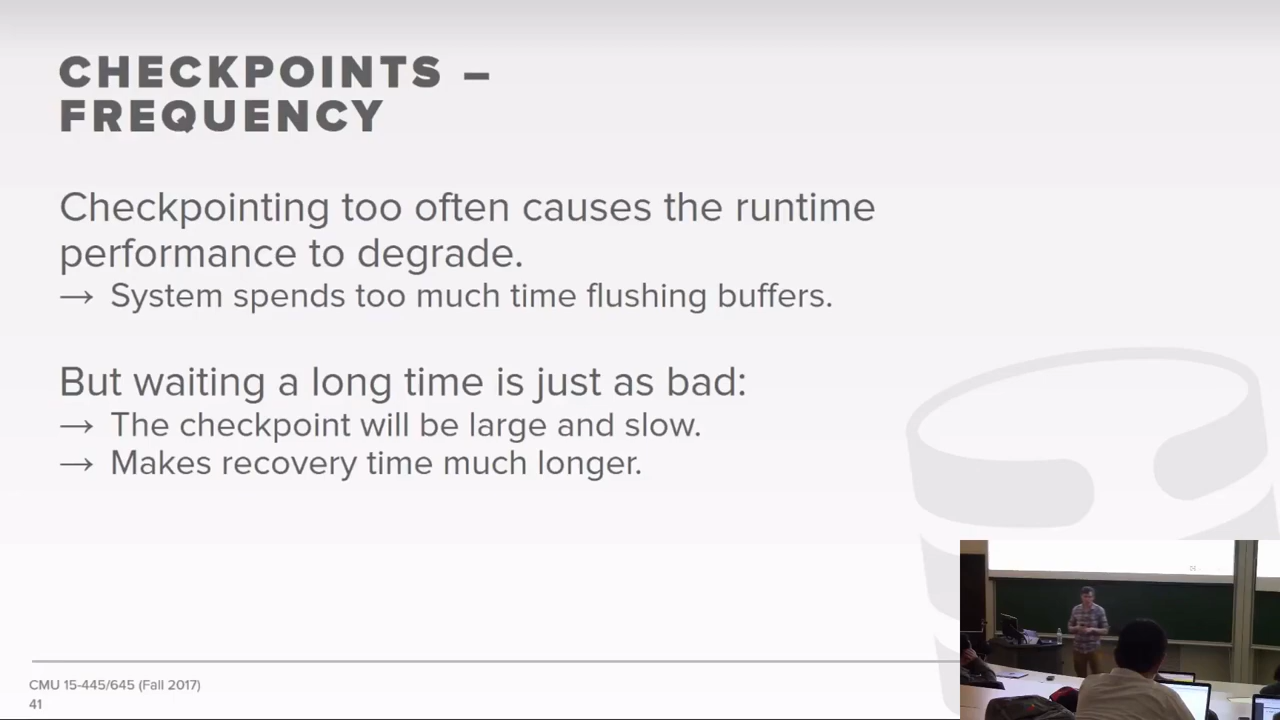 CHECKPOINTS –
FREQUENCY
Checkpointing too often causes the runtime
performance to degrade.
→ System spends too much time flushing buffers.
But waiting a long time is just as bad:
→ The checkpoint will be large and slow.
→ Makes recovery time much longer.
CMU 15-445/645 (Fall 2017)
41